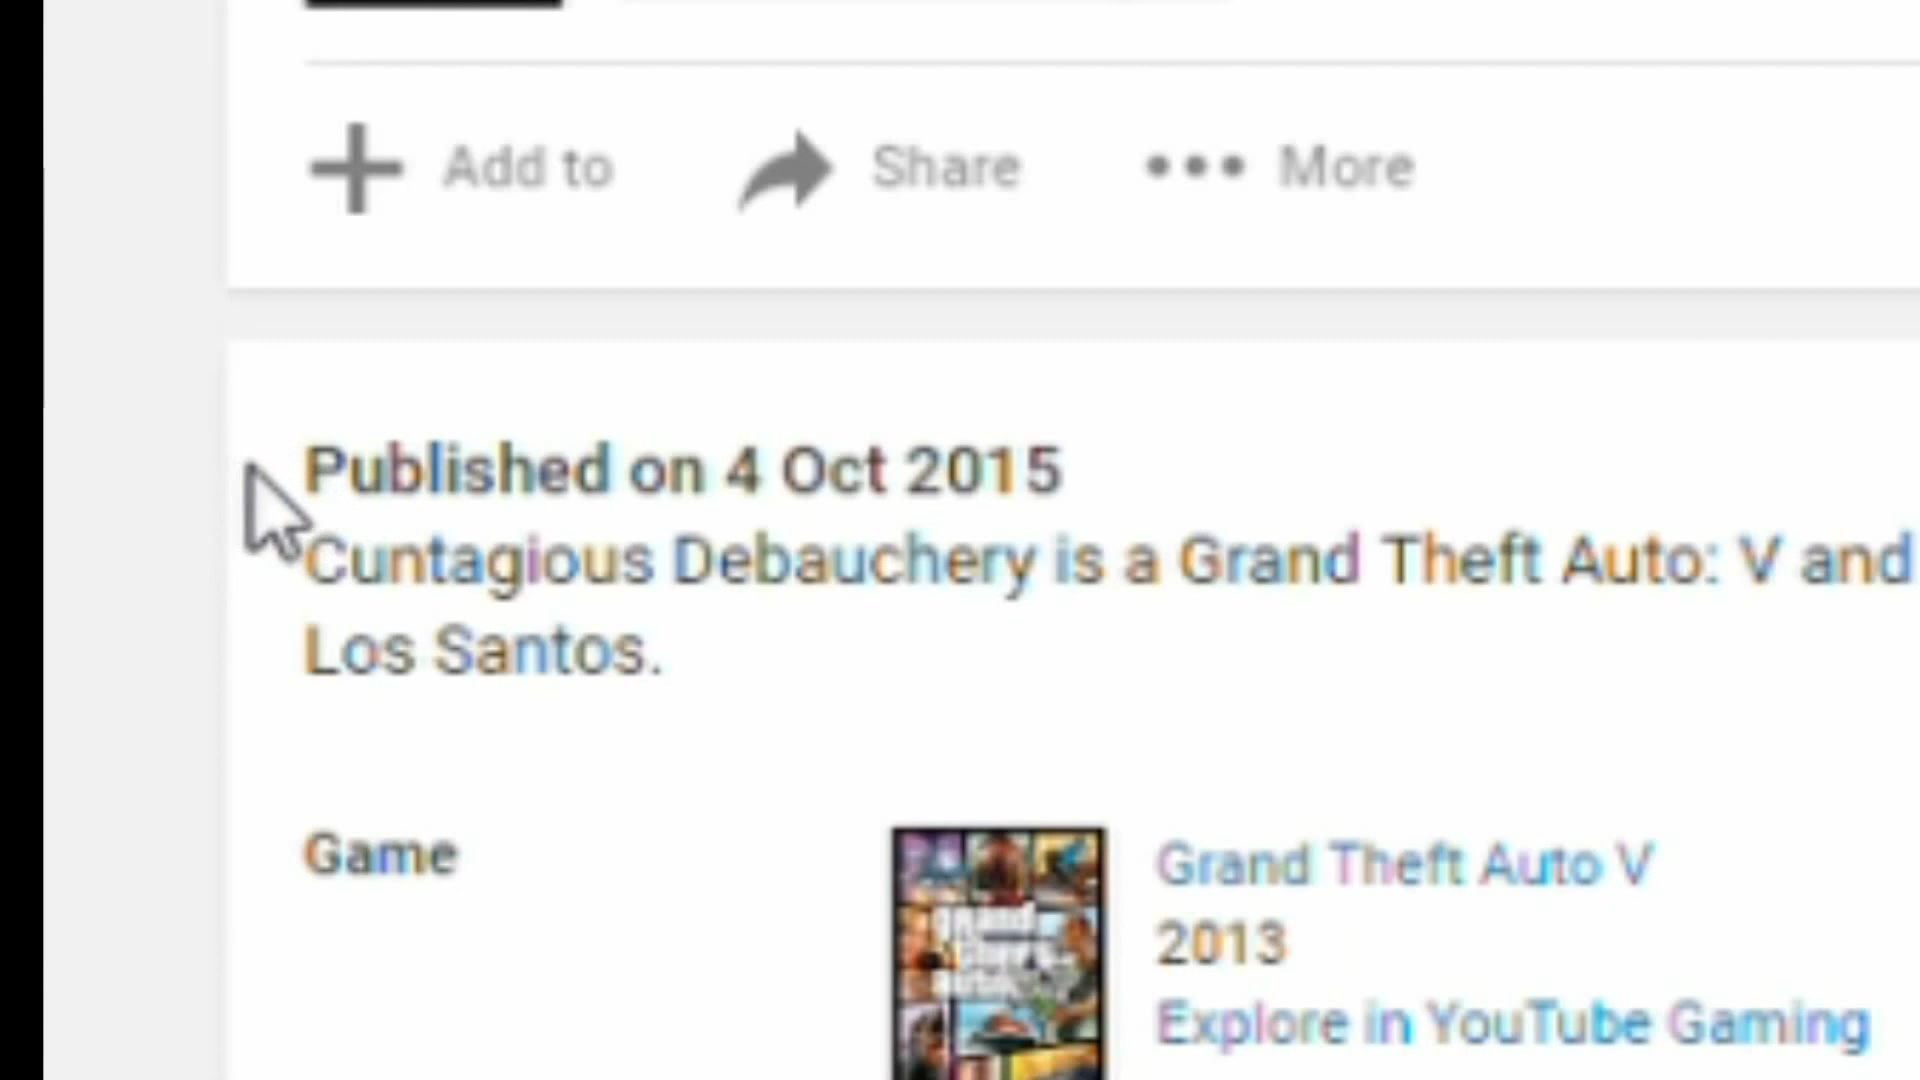 Add to Share More
Published on 4 Oct 2015
Cuntagious Debauchery is a Grand Theft Auto: V and
Los Santos.
Game
Grand Theft Auto V
2013
Explore in YouTube Gaming